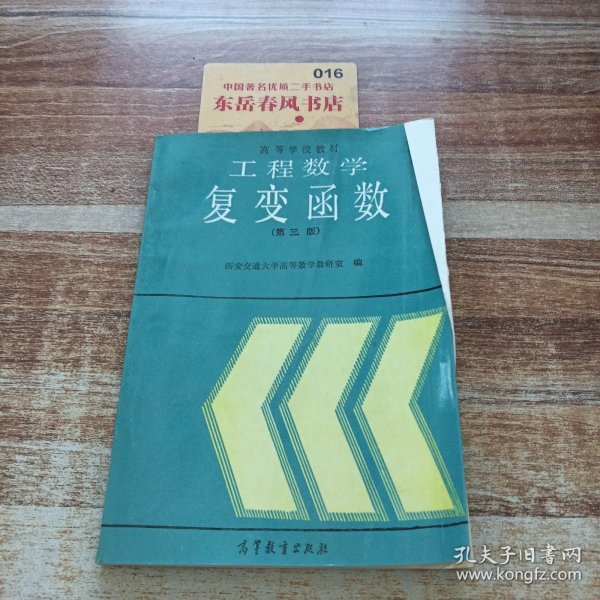 016
中国著名优质二手书店
东岳春风书店
高等学校教材
工程数学
复变函数
(第三版)
西安交通大学高等数学教研室 编
高等教育出版社
孔夫子旧书网
www.kongfz.com